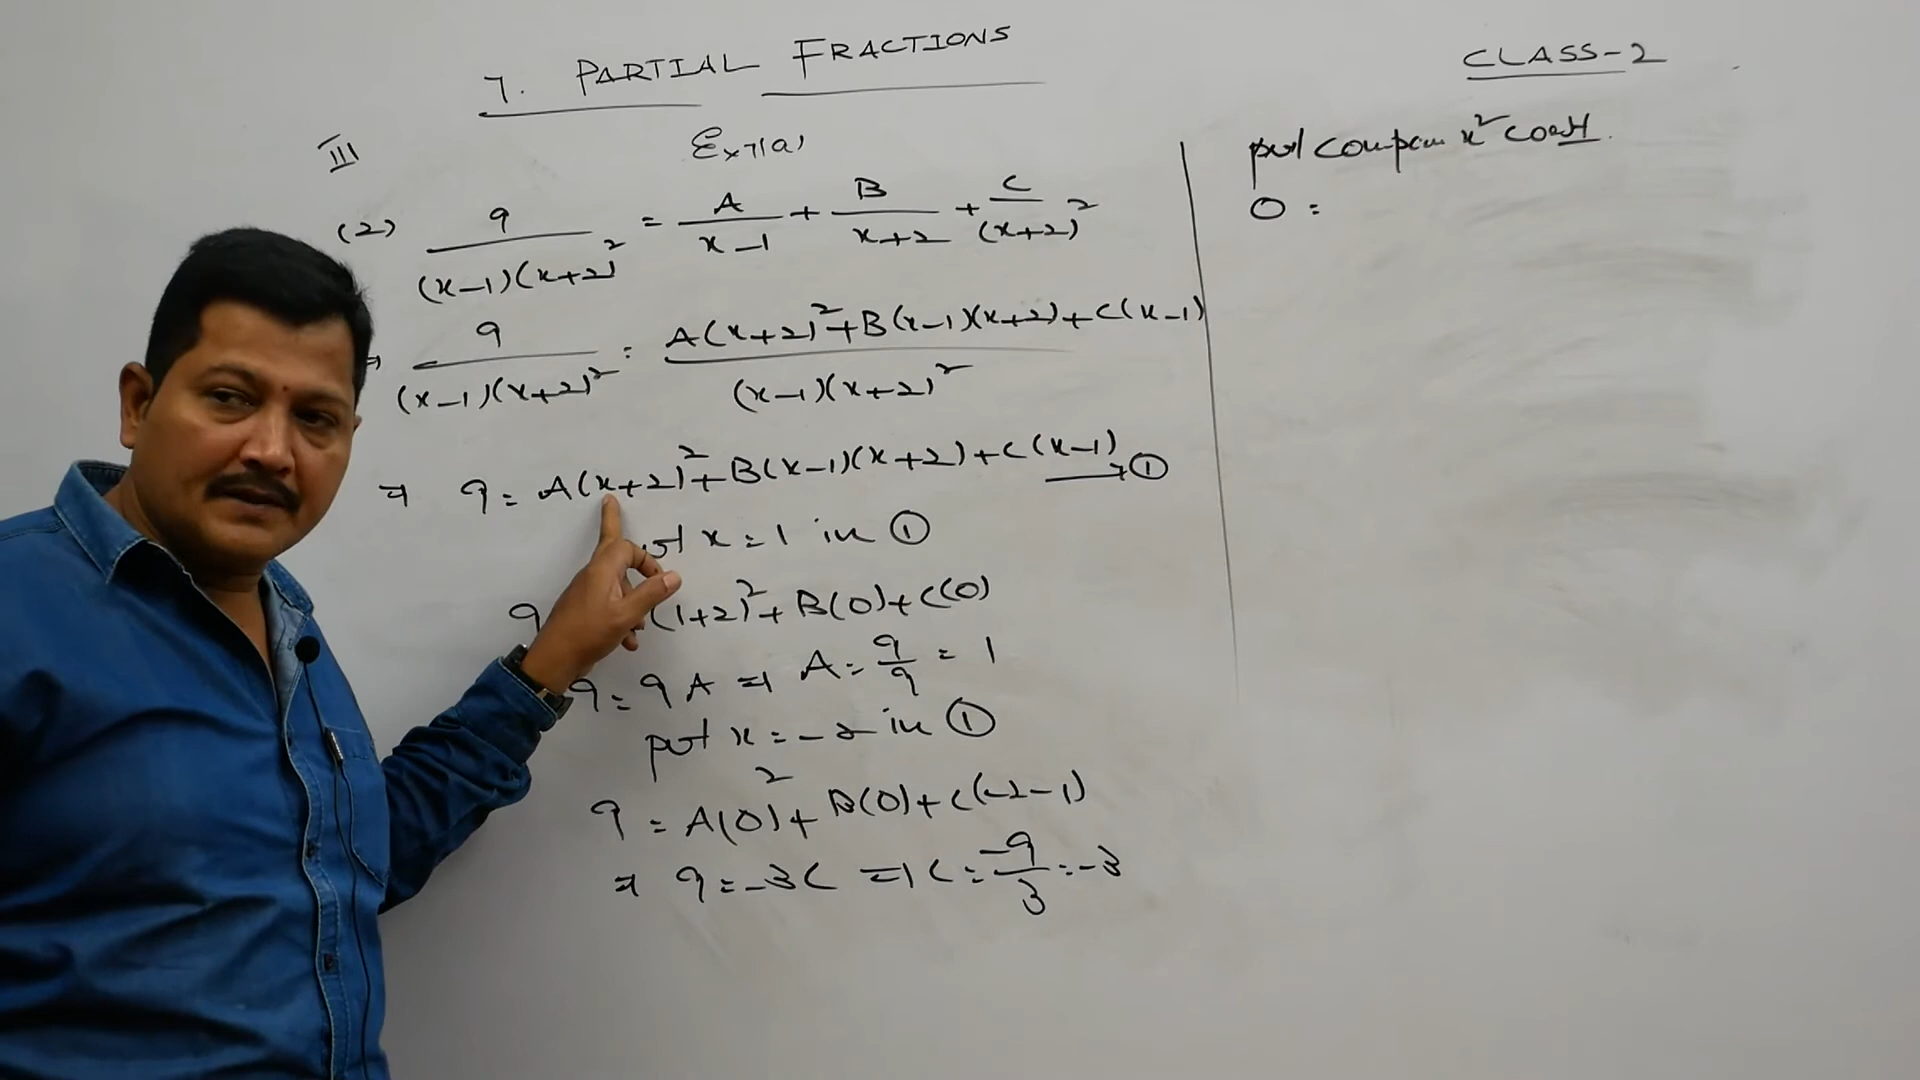 7. PARTIAL FRACTIONS
CLASS-2
III
Ex 7(a)
(2) 9/((x-1)(x+2)²) = A/(x-1) + B/(x+2) + C/(x+2)²
⇒ 9/((x-1)(x+2)²) = (A(x+2)²+B(x-1)(x+2)+C(x-1))/((x-1)(x+2)²)
⇒ 9 = A(x+2)²+B(x-1)(x+2)+C(x-1) → ①
x = 1 in ①
9 (1+2)²+B(0)+C(0)
9 = 9A ⇒ A = 9/9 = 1
put x = -2 in ①
9 = A(0)²+B(0)+C(-2-1)
⇒ 9 = -3C ⇒ C = -9/3 = -3
put x² coeff.
0 =